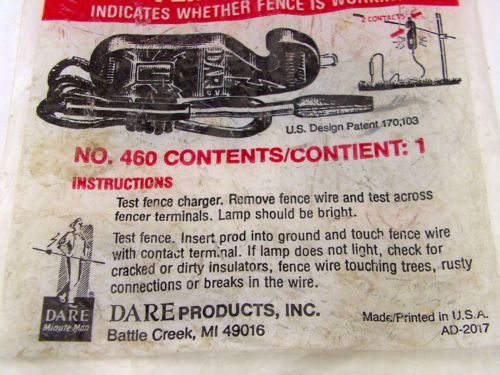 INDICATES WHETHER FENCE IS WORKING
2 CONTACTS
DARE
U.S. Design Patent 170,103
NO. 460 CONTENTS/CONTIENT: 1
INSTRUCTIONS
Test fence charger. Remove fence wire and test across
fencer terminals. Lamp should be bright.
Test fence. Insert prod into ground and touch fence wire
with contact terminal. If lamp does not light, check for
cracked or dirty insulators, fence wire touching trees, rusty
connections or breaks in the wire.
DARE
Minute-Man
DARE PRODUCTS, INC.
Battle Creek, MI 49016
Made/Printed in U.S.A.
AD-2017